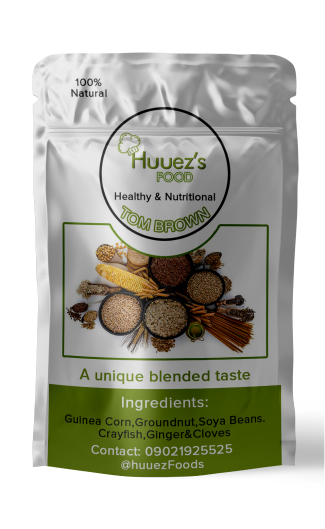 100%
Natural
Huuez's
FOOD
Healthy & Nutritional
TOM BROWN
A unique blended taste
Ingredients:
Guinea Corn,Groundnut,Soya Beans.
Crayfish,Ginger&Cloves
Contact: 09021925525
@huuezFoods